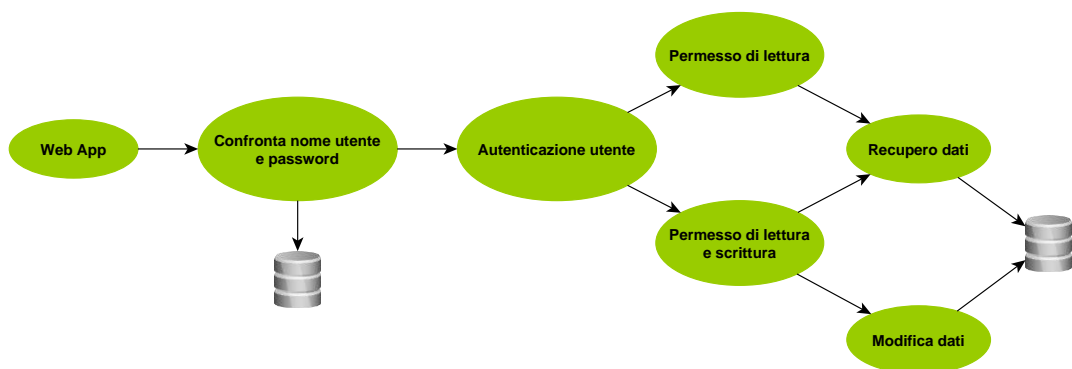 Web App
Confronta nome utente
e password
Autenticazione utente
Permesso di lettura
Permesso di lettura
e scrittura
Recupero dati
Modifica dati